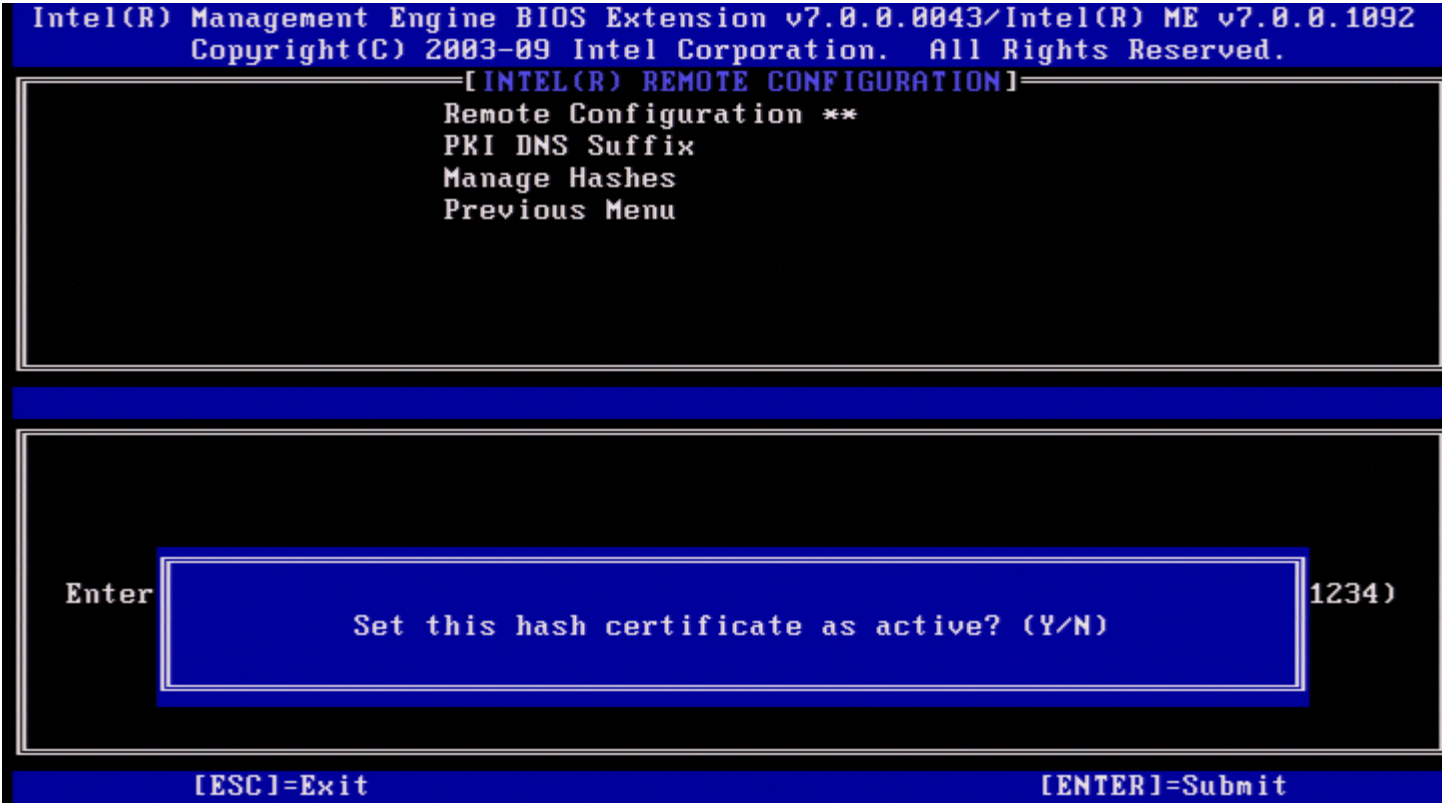 Intel(R) Management Engine BIOS Extension v7.0.0.0043/Intel(R) ME v7.0.0.1092
Copyright(C) 2003-09 Intel Corporation. All Rights Reserved.
[INTEL(R) REMOTE CONFIGURATION]
Remote Configuration **
PKI DNS Suffix
Manage Hashes
Previous Menu
Enter 1234)
Set this hash certificate as active? (Y/N)
[ESC]=Exit [ENTER]=Submit